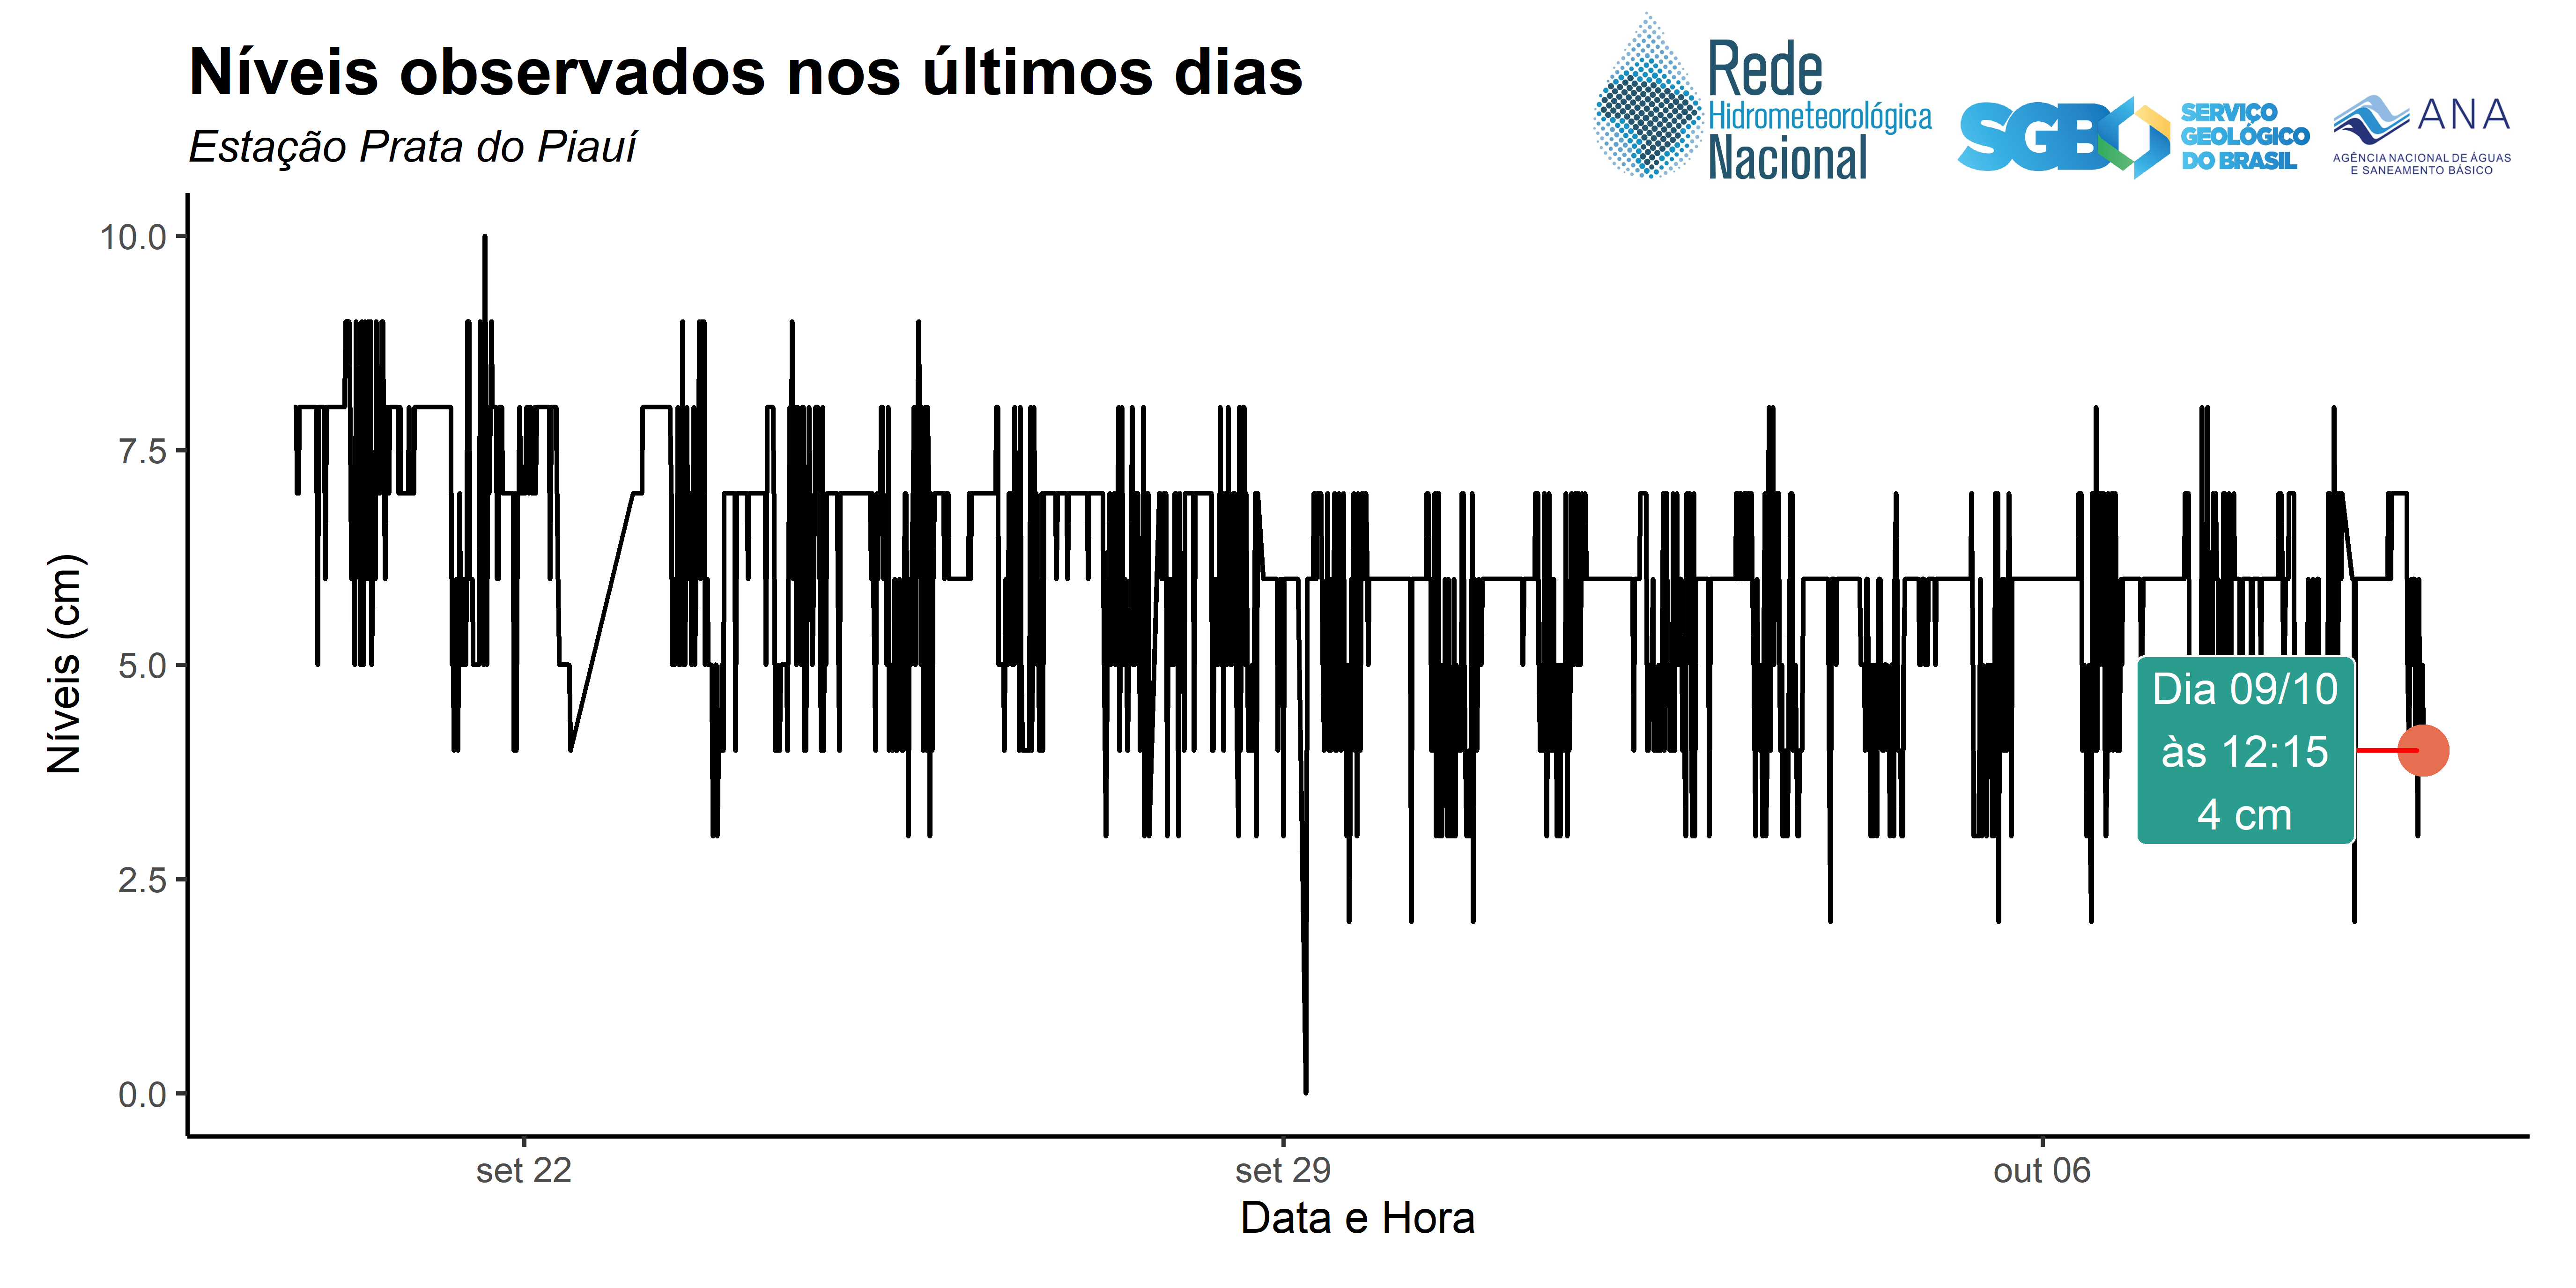 Níveis observados nos últimos dias
Estação Prata do Piauí
Rede
Hidrometeorológica
Nacional
SGB
SERVIÇO
GEOLÓGICO
DO BRASIL
ANA
AGÊNCIA NACIONAL DE ÁGUAS
E SANEAMENTO BÁSICO
Níveis (cm)
10.0
7.5
5.0
2.5
0.0
Dia 09/10
às 12:15
4 cm
set 22
set 29
out 06
Data e Hora